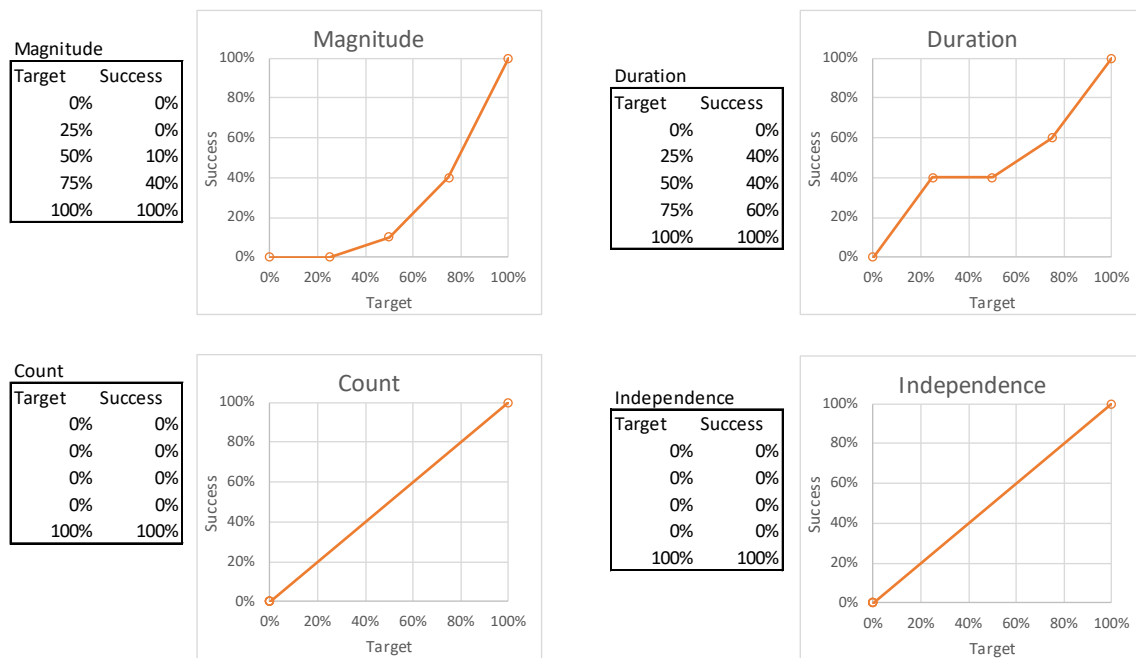 Magnitude
Target Success
0% 0%
25% 0%
50% 10%
75% 40%
100% 100%
Magnitude
100%
80%
60%
40%
20%
0%
Success
0% 20% 40% 60% 80% 100%
Target
Duration
Target Success
0% 0%
25% 40%
50% 40%
75% 60%
100% 100%
Duration
100%
80%
60%
40%
20%
0%
Success
0% 20% 40% 60% 80% 100%
Target
Count
Target Success
0% 0%
0% 0%
0% 0%
0% 0%
100% 100%
Count
100%
80%
60%
40%
20%
0%
Success
0% 20% 40% 60% 80% 100%
Target
Independence
Target Success
0% 0%
0% 0%
0% 0%
0% 0%
100% 100%
Independence
100%
80%
60%
40%
20%
0%
Success
0% 20% 40% 60% 80% 100%
Target